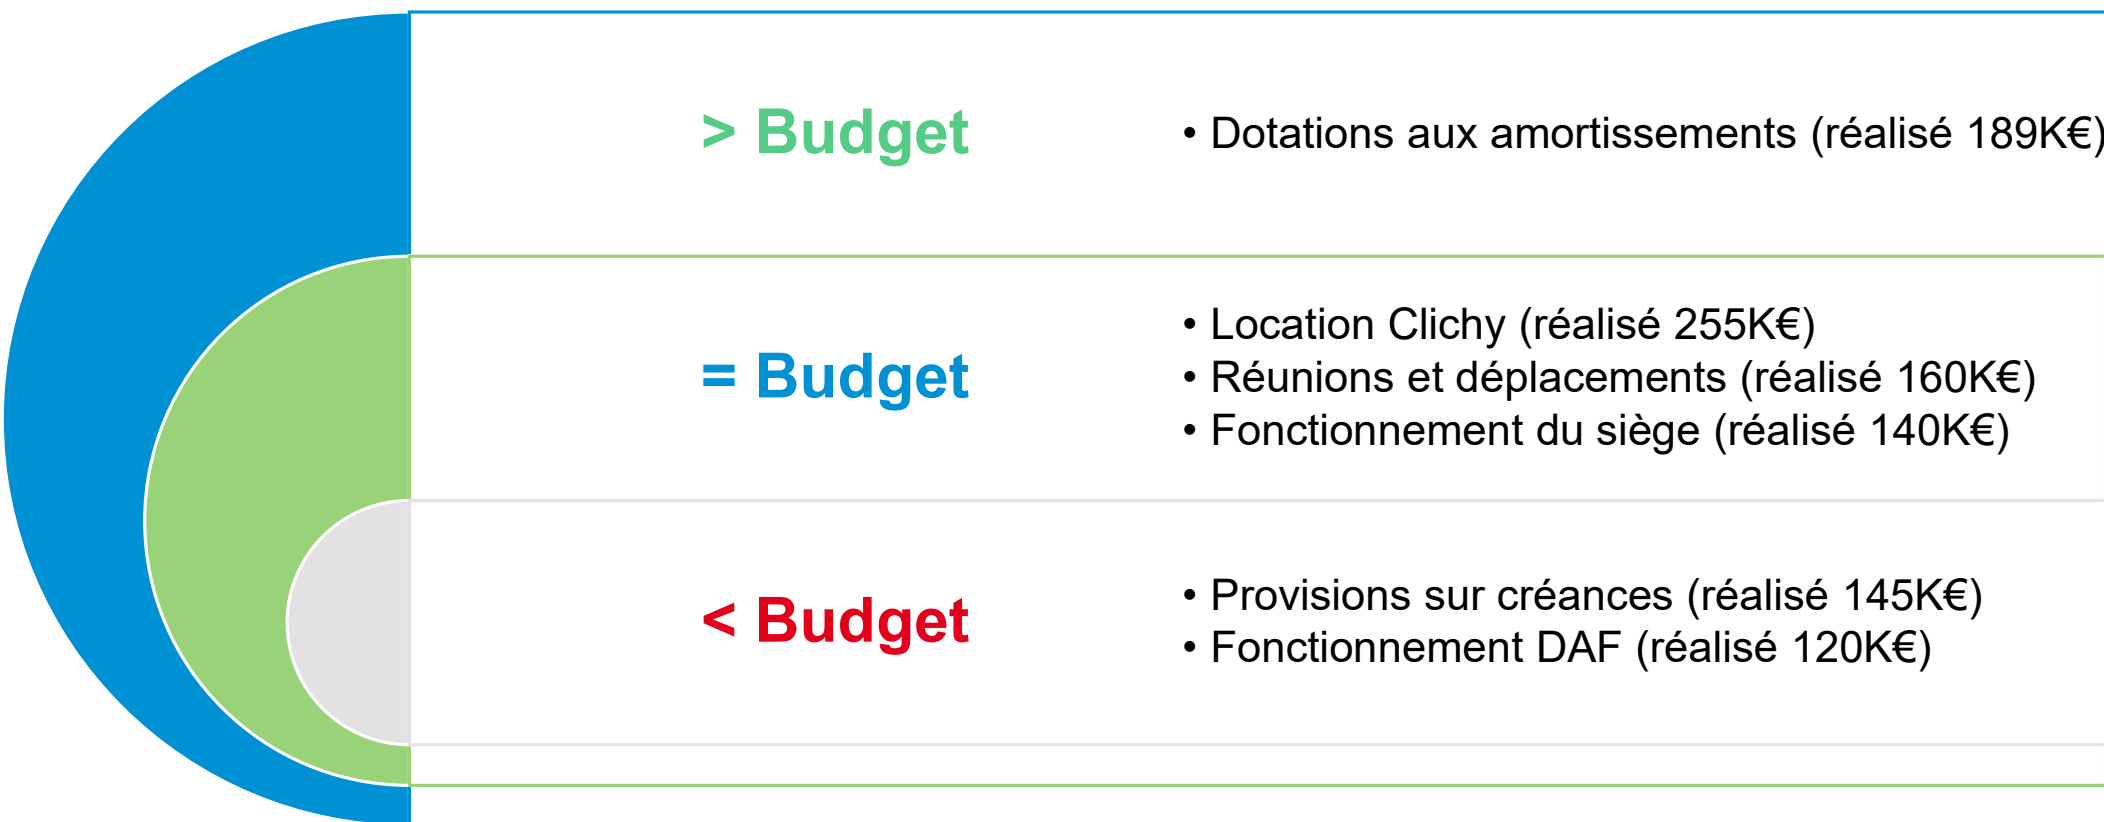 > Budget
• Dotations aux amortissements (réalisé 189K€)
= Budget
• Location Clichy (réalisé 255K€)
• Réunions et déplacements (réalisé 160K€)
• Fonctionnement du siège (réalisé 140K€)
< Budget
• Provisions sur créances (réalisé 145K€)
• Fonctionnement DAF (réalisé 120K€)